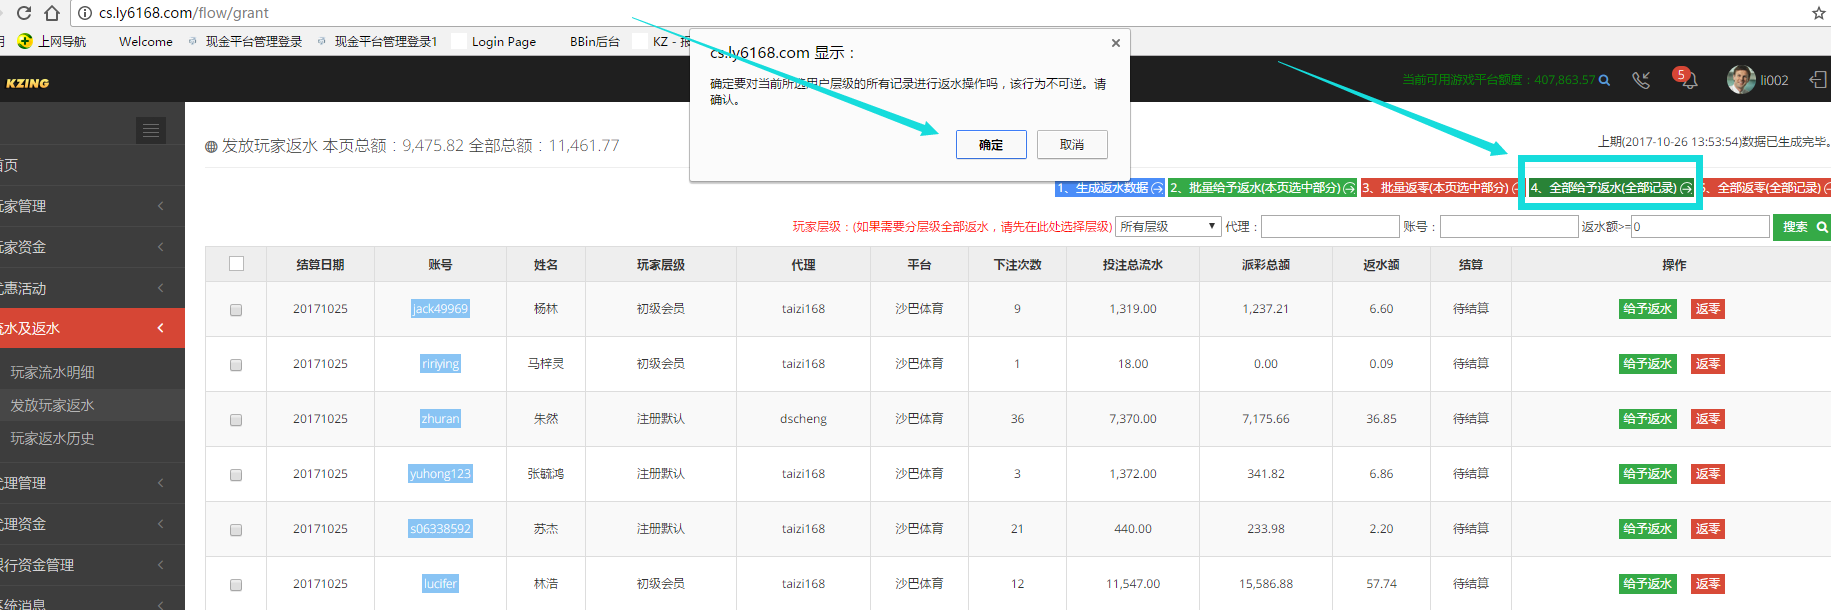 cs.ly6168.com/flow/grant
上网导航 Welcome 现金平台管理登录 现金平台管理登录1 Login Page BBin后台 KZ - 报
cs.ly6168.com 显示：
确定要对当前所选用户层级的所有记录进行返水操作吗，该行为不可逆。请
确认。
确定 取消
KZING
当前可用游戏平台额度：407,863.57 5 li002
首页
玩家管理
玩家资金
优惠活动
流水及返水
玩家流水明细
发放玩家返水
玩家返水历史
代理管理
代理资金
银行资金管理
系统消息
发放玩家返水 本页总额：9,475.82 全部总额：11,461.77
上期(2017-10-26 13:53:54)数据已生成完毕。
1、生成返水数据 2、批量给予返水(本页选中部分) 3、批量返零(本页选中部分) 4、全部给予返水(全部记录) 5、全部返零(全部记录)
玩家层级：(如果需要分层级全部返水，请先在此处选择层级) 所有层级 代理： 账号： 返水额>= 0 搜索
结算日期 账号 姓名 玩家层级 代理 平台 下注次数 投注总流水 派彩总额 返水额 结算 操作
20171025 jack49969 杨林 初级会员 taizi168 沙巴体育 9 1,319.00 1,237.21 6.60 待结算 给予返水 返零
20171025 ririying 马梓灵 初级会员 taizi168 沙巴体育 1 18.00 0.00 0.09 待结算 给予返水 返零
20171025 zhuran 朱然 注册默认 dscheng 沙巴体育 36 7,370.00 7,175.66 36.85 待结算 给予返水 返零
20171025 yuhong123 张毓鸿 注册默认 taizi168 沙巴体育 3 1,372.00 341.82 6.86 待结算 给予返水 返零
20171025 s06338592 苏杰 注册默认 taizi168 沙巴体育 21 440.00 233.98 2.20 待结算 给予返水 返零
20171025 lucifer 林浩 初级会员 taizi168 沙巴体育 12 11,547.00 15,586.88 57.74 待结算 给予返水 返零